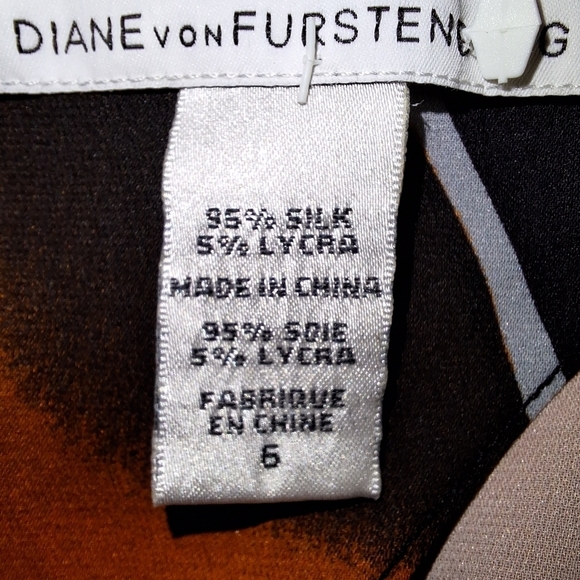 DIANE VON FURSTEN G
95% SILK
5% LYCRA
MADE IN CHINA
95% SOIE
5% LYCRA
FABRIQUE
EN CHINE
6